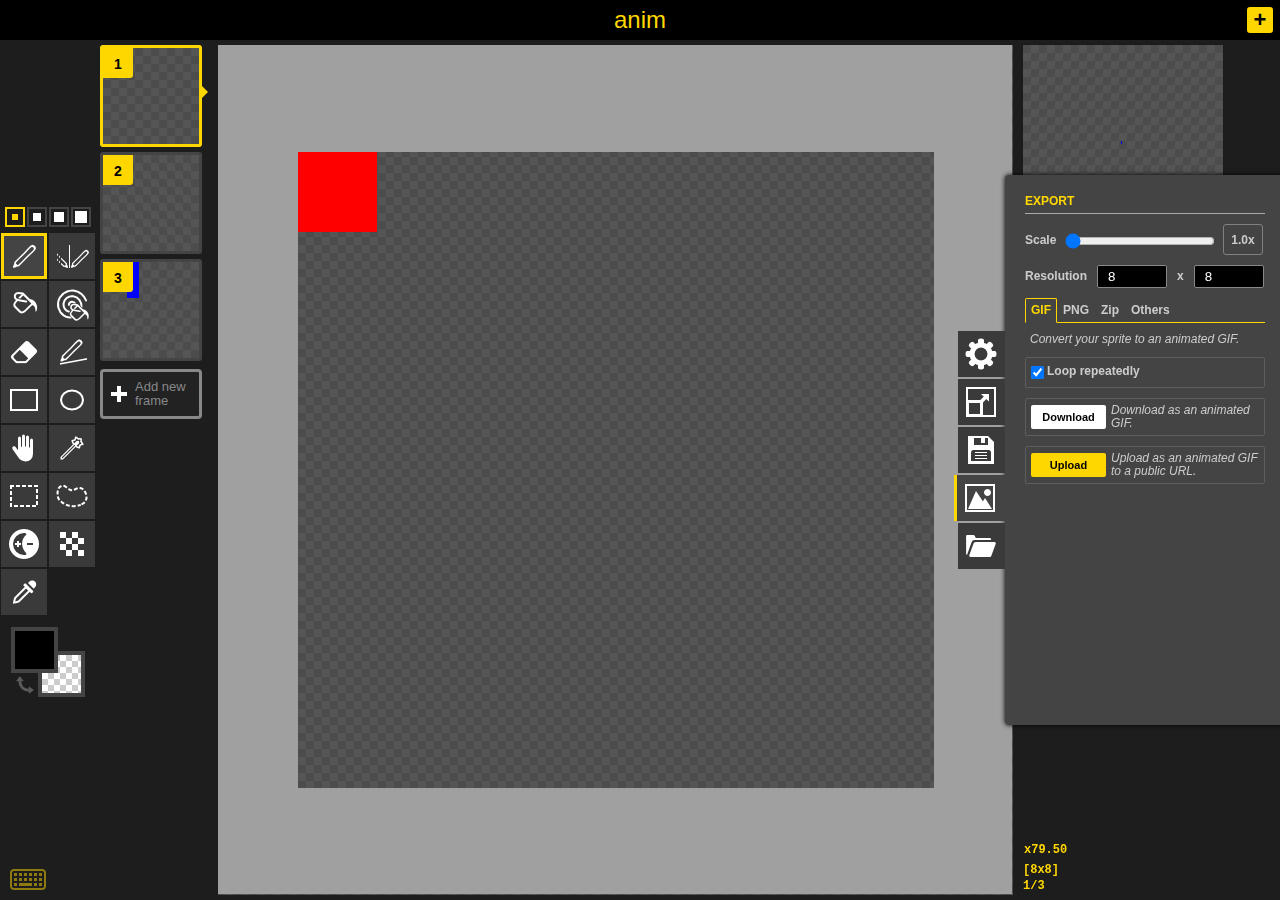 anim
+
1
2
3
Add new
frame
EXPORT
Scale
1.0x
Resolution 8 x 8
GIF PNG Zip Others
Convert your sprite to an animated GIF.
Loop repeatedly
Download Download as an animated
GIF.
Upload Upload as an animated GIF
to a public URL.
x79.50
[8x8]
1/3